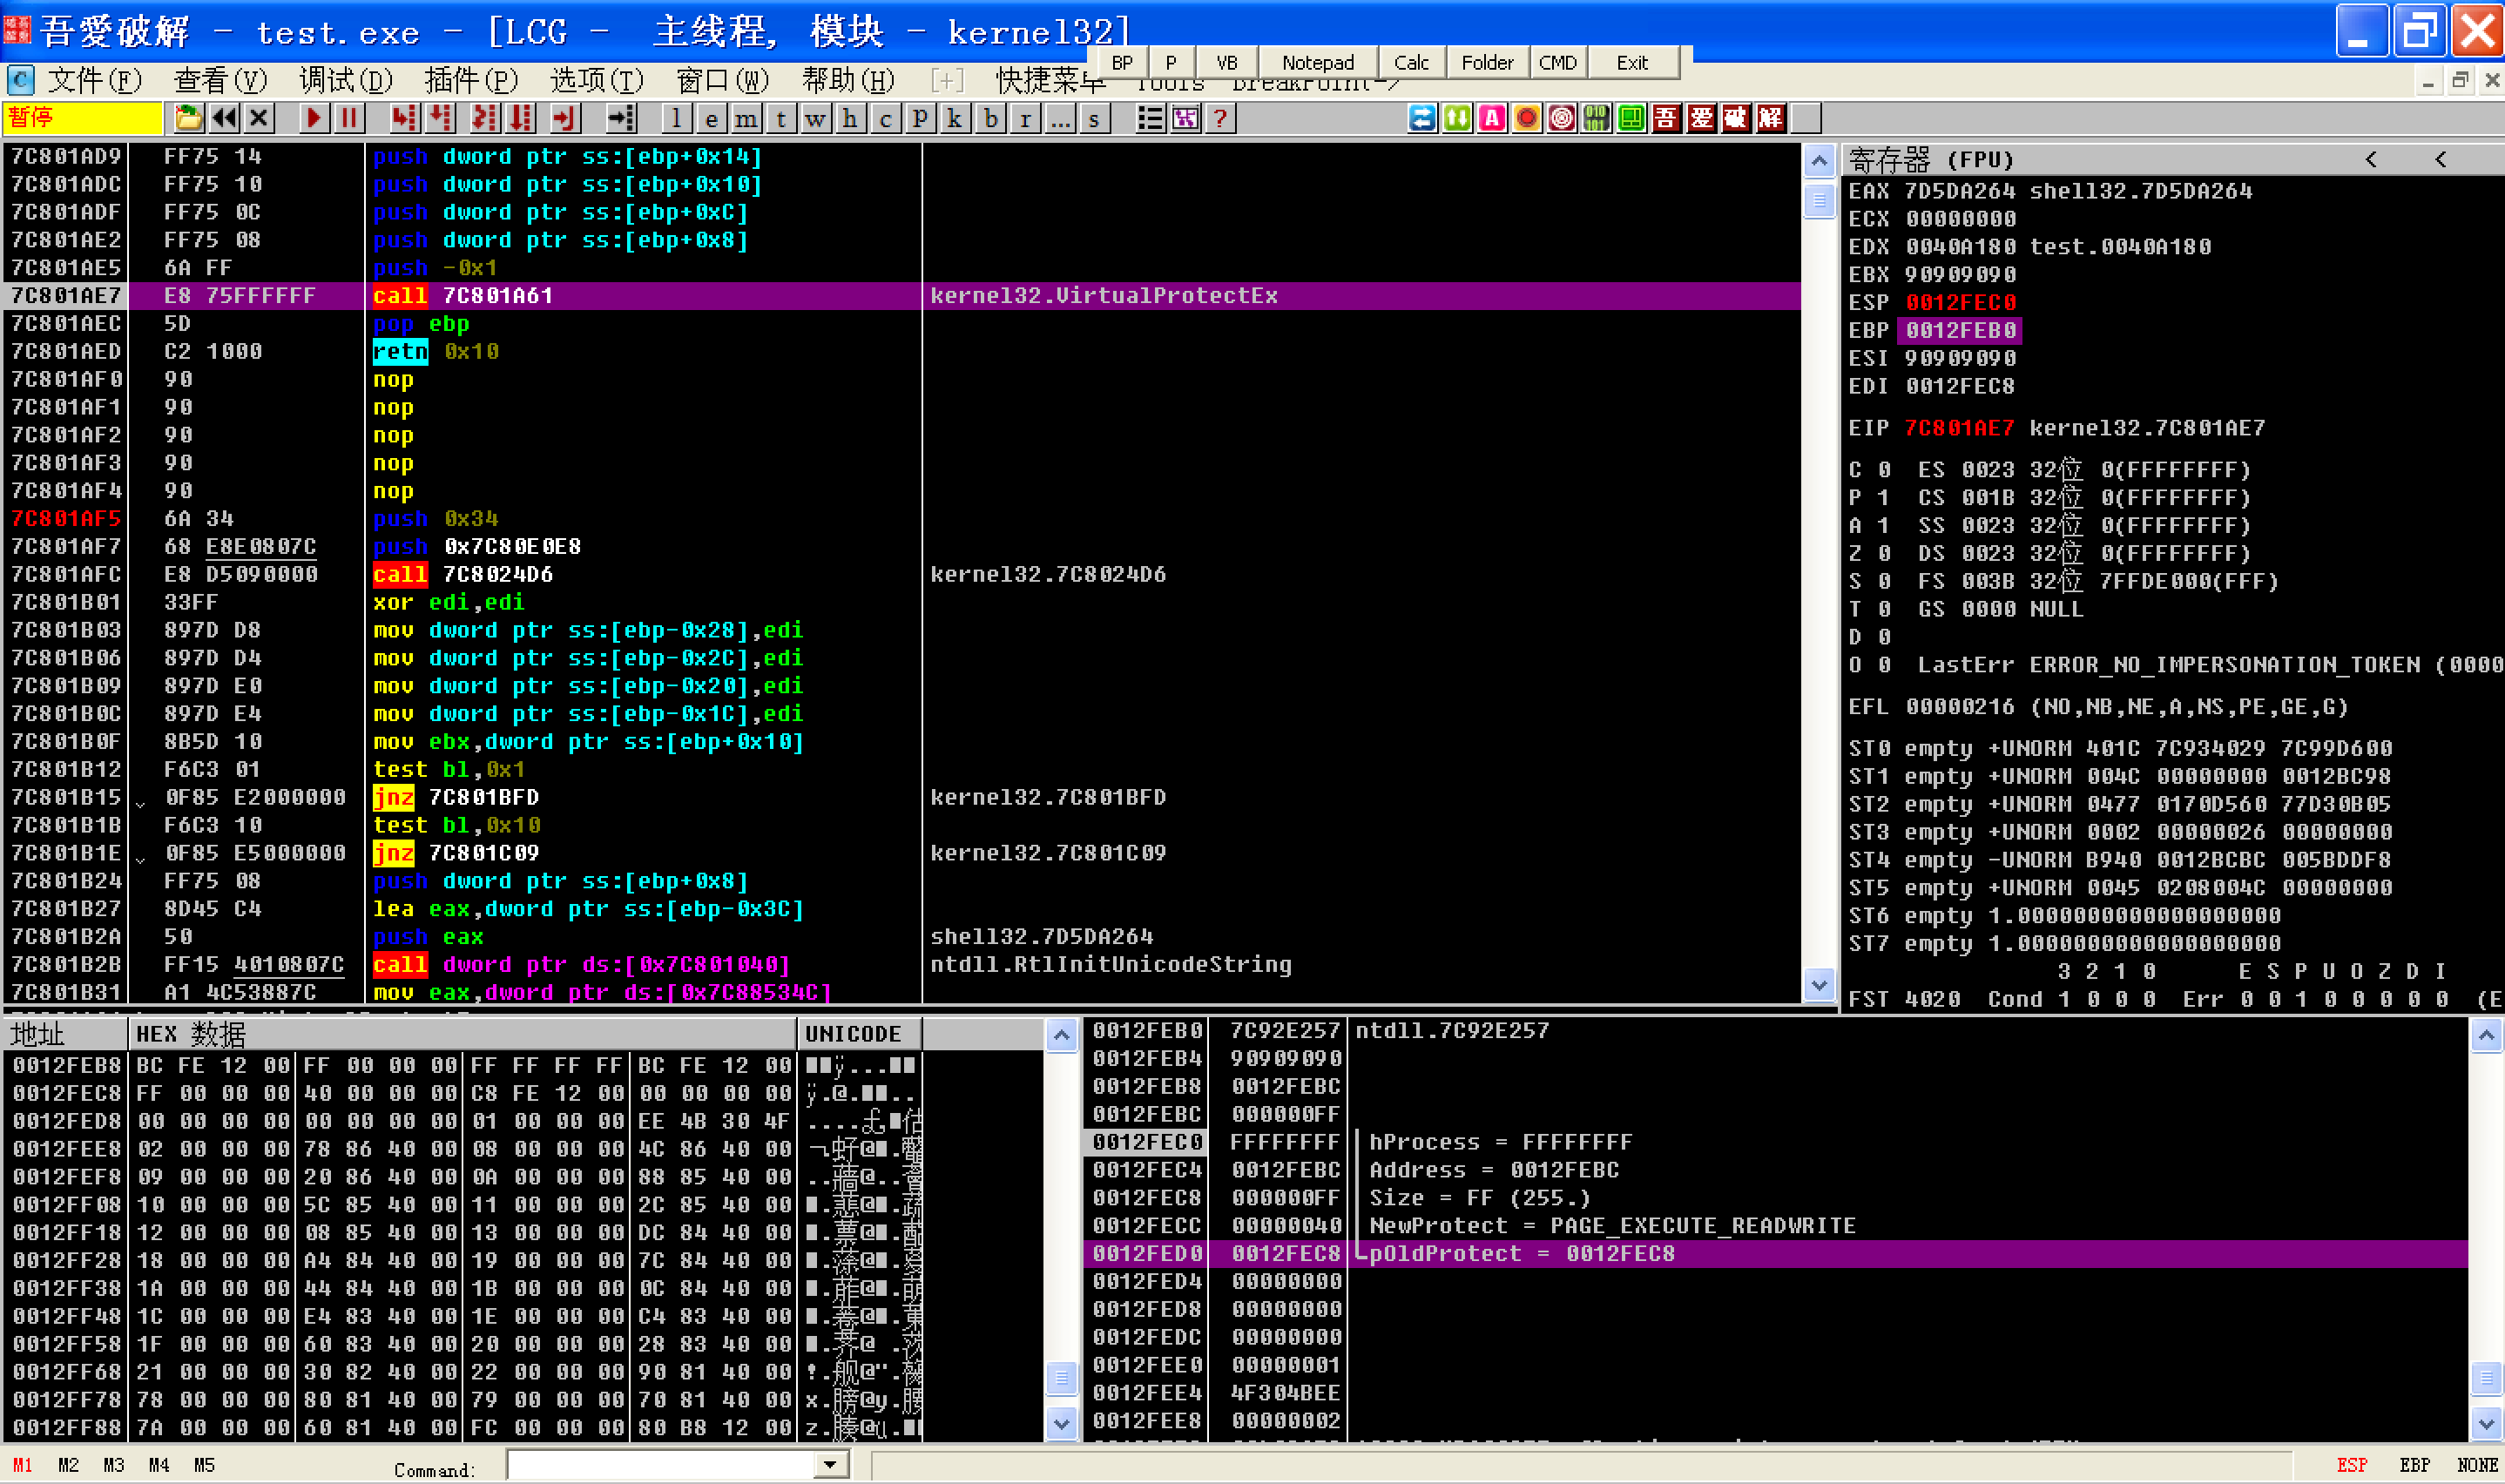 吾愛破解 - test.exe - [LCG -  主线程, 模块 - kernel32]
BP P VB Notepad Calc Folder CMD Exit
C 文件(F) 查看(V) 调试(D) 插件(P) 选项(T) 窗口(W) 帮助(H) [+] 快捷菜单 Tools BreakPoint->
暂停 l e m t w h c p k b r ... s ? A 吾 爱 破 解
7C801AD9 FF75 14 push dword ptr ss:[ebp+0x14]
7C801ADC FF75 10 push dword ptr ss:[ebp+0x10]
7C801ADF FF75 0C push dword ptr ss:[ebp+0xC]
7C801AE2 FF75 08 push dword ptr ss:[ebp+0x8]
7C801AE5 6A FF push -0x1
7C801AE7 E8 75FFFFFF call 7C801A61 kernel32.VirtualProtectEx
7C801AEC 5D pop ebp
7C801AED C2 1000 retn 0x10
7C801AF0 90 nop
7C801AF1 90 nop
7C801AF2 90 nop
7C801AF3 90 nop
7C801AF4 90 nop
7C801AF5 6A 34 push 0x34
7C801AF7 68 E8E0807C push 0x7C80E0E8
7C801AFC E8 D5090000 call 7C8024D6 kernel32.7C8024D6
7C801B01 33FF xor edi,edi
7C801B03 897D D8 mov dword ptr ss:[ebp-0x28],edi
7C801B06 897D D4 mov dword ptr ss:[ebp-0x2C],edi
7C801B09 897D E0 mov dword ptr ss:[ebp-0x20],edi
7C801B0C 897D E4 mov dword ptr ss:[ebp-0x1C],edi
7C801B0F 8B5D 10 mov ebx,dword ptr ss:[ebp+0x10]
7C801B12 F6C3 01 test bl,0x1
7C801B15 0F85 E2000000 jnz 7C801BFD kernel32.7C801BFD
7C801B1B F6C3 10 test bl,0x10
7C801B1E 0F85 E5000000 jnz 7C801C09 kernel32.7C801C09
7C801B24 FF75 08 push dword ptr ss:[ebp+0x8]
7C801B27 8D45 C4 lea eax,dword ptr ss:[ebp-0x3C]
7C801B2A 50 push eax shell32.7D5DA264
7C801B2B FF15 4010807C call dword ptr ds:[0x7C801040] ntdll.RtlInitUnicodeString
7C801B31 A1 4C53887C mov eax,dword ptr ds:[0x7C88534C]
寄存器 (FPU) < <
EAX 7D5DA264 shell32.7D5DA264
ECX 00000000
EDX 0040A180 test.0040A180
EBX 90909090
ESP 0012FEC0
EBP 0012FEB0
ESI 90909090
EDI 0012FEC8
EIP 7C801AE7 kernel32.7C801AE7
C 0 ES 0023 32位 0(FFFFFFFF)
P 1 CS 001B 32位 0(FFFFFFFF)
A 1 SS 0023 32位 0(FFFFFFFF)
Z 0 DS 0023 32位 0(FFFFFFFF)
S 0 FS 003B 32位 7FFDE000(FFF)
T 0 GS 0000 NULL
D 0
O 0 LastErr ERROR_NO_IMPERSONATION_TOKEN (0000
EFL 00000216 (NO,NB,NE,A,NS,PE,GE,G)
ST0 empty +UNORM 401C 7C934029 7C99D600
ST1 empty +UNORM 004C 00000000 0012BC98
ST2 empty +UNORM 0477 0170D560 77D30B05
ST3 empty +UNORM 0002 00000026 00000000
ST4 empty -UNORM B940 0012BCBC 005BDDF8
ST5 empty +UNORM 0045 0208004C 00000000
ST6 empty 1.0000000000000000000
ST7 empty 1.0000000000000000000
3 2 1 0 E S P U O Z D I
FST 4020 Cond 1 0 0 0 Err 0 0 1 0 0 0 0 0 (E
地址 HEX 数据 UNICODE
0012FEB8 BC FE 12 00 FF 00 00 00 FF FF FF FF BC FE 12 00
0012FEC8 FF 00 00 00 40 00 00 00 C8 FE 12 00 00 00 00 00
0012FED8 00 00 00 00 00 00 00 00 01 00 00 00 EE 4B 30 4F
0012FEE8 02 00 00 00 78 86 40 00 08 00 00 00 4C 86 40 00
0012FEF8 09 00 00 00 20 86 40 00 0A 00 00 00 88 85 40 00
0012FF08 10 00 00 00 5C 85 40 00 11 00 00 00 2C 85 40 00
0012FF18 12 00 00 00 08 85 40 00 13 00 00 00 DC 84 40 00
0012FF28 18 00 00 00 A4 84 40 00 19 00 00 00 7C 84 40 00
0012FF38 1A 00 00 00 44 84 40 00 1B 00 00 00 0C 84 40 00
0012FF48 1C 00 00 00 E4 83 40 00 1E 00 00 00 C4 83 40 00
0012FF58 1F 00 00 00 60 83 40 00 20 00 00 00 28 83 40 00
0012FF68 21 00 00 00 30 82 40 00 22 00 00 00 90 81 40 00
0012FF78 78 00 00 00 80 81 40 00 79 00 00 00 70 81 40 00
0012FF88 7A 00 00 00 60 81 40 00 FC 00 00 00 80 B8 12 00
0012FEB0 7C92E257 ntdll.7C92E257
0012FEB4 90909090
0012FEB8 0012FEBC
0012FEBC 000000FF
0012FEC0 FFFFFFFF hProcess = FFFFFFFF
0012FEC4 0012FEBC Address = 0012FEBC
0012FEC8 000000FF Size = FF (255.)
0012FECC 00000040 NewProtect = PAGE_EXECUTE_READWRITE
0012FED0 0012FEC8 pOldProtect = 0012FEC8
0012FED4 00000000
0012FED8 00000000
0012FEDC 00000000
0012FEE0 00000001
0012FEE4 4F304BEE
0012FEE8 00000002
M1 M2 M3 M4 M5 Command: ESP EBP NONE